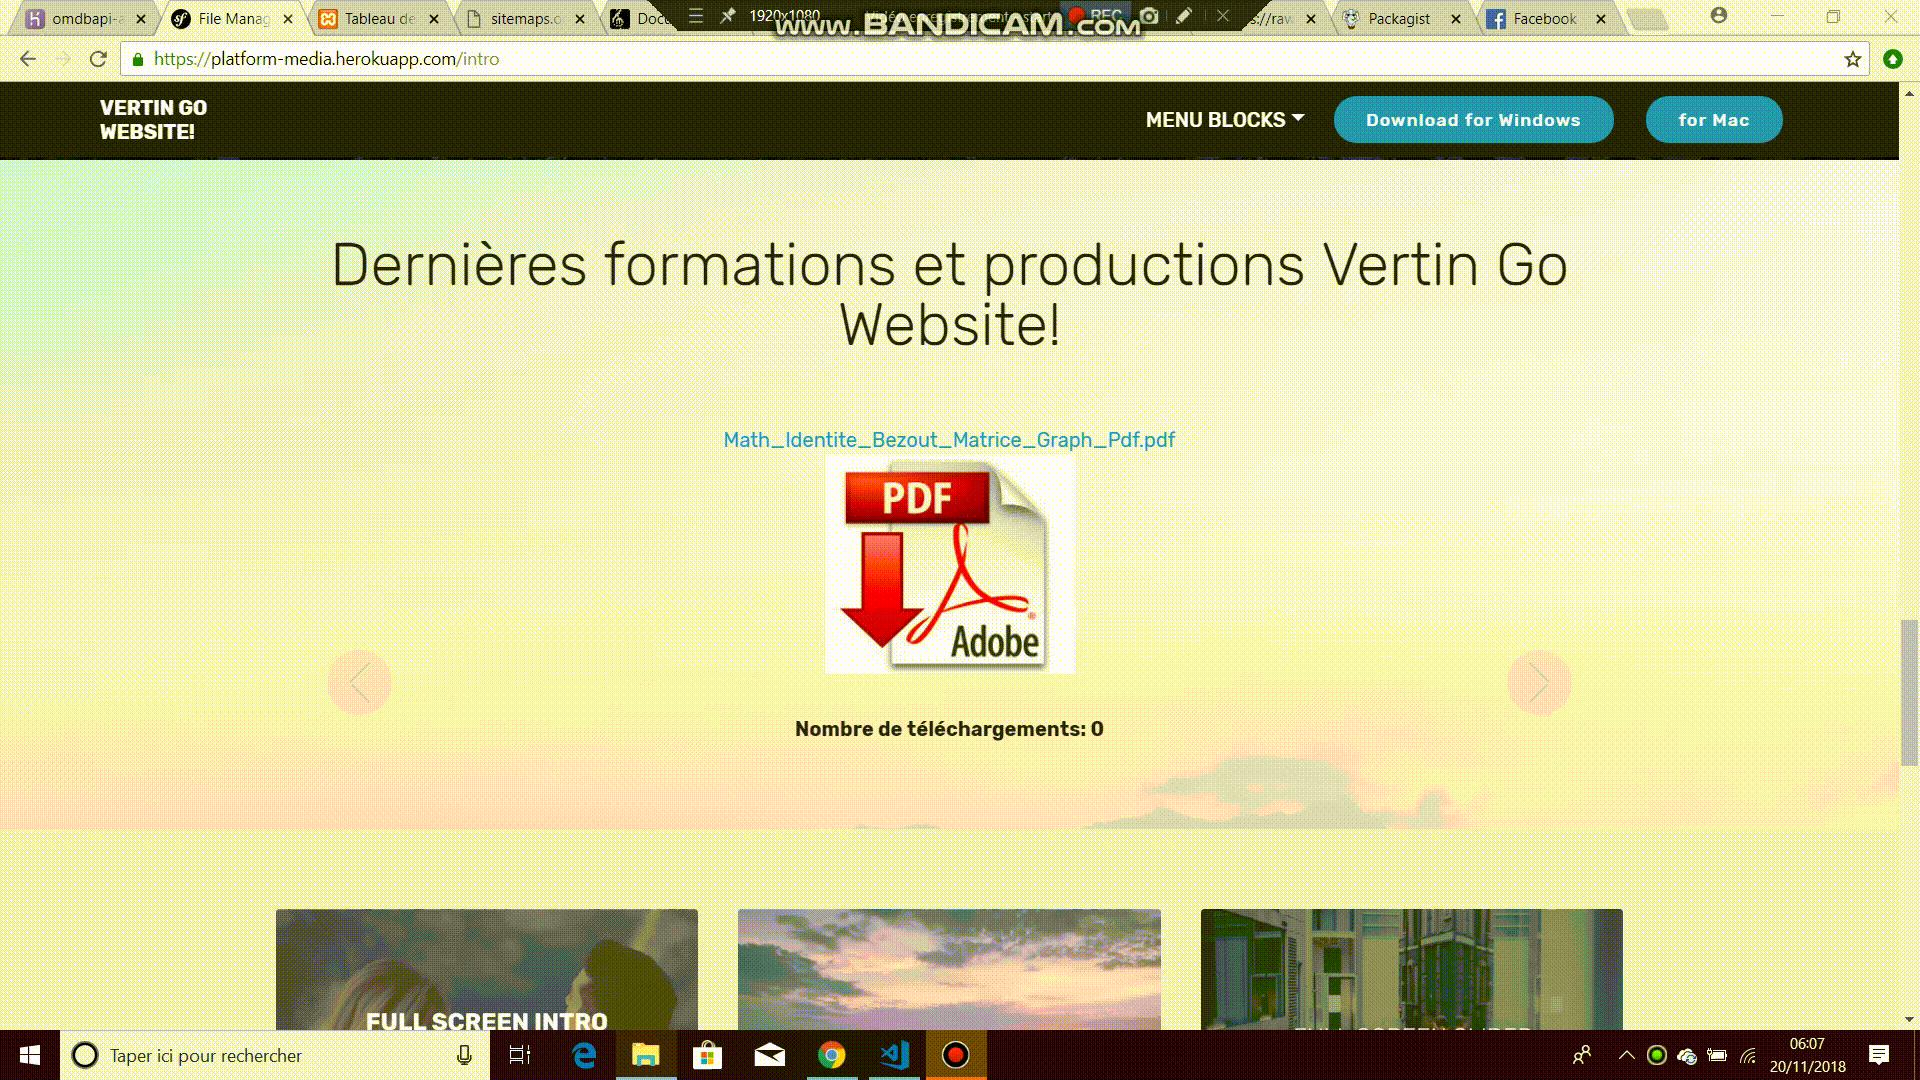 omdbapi-a
File Manag
Tableau de
sitemaps.o
Docu
1920x1080
REC
www.BANDICAM.com
s://raw
Packagist
Facebook
https://platform-media.herokuapp.com/intro
VERTIN GO
WEBSITE!
MENU BLOCKS
Download for Windows
for Mac
Dernières formations et productions Vertin Go
Website!
Math_Identite_Bezout_Matrice_Graph_Pdf.pdf
PDF
Adobe
Nombre de téléchargements: 0
FULL SCREEN INTRO
Taper ici pour rechercher
06:07
20/11/2018